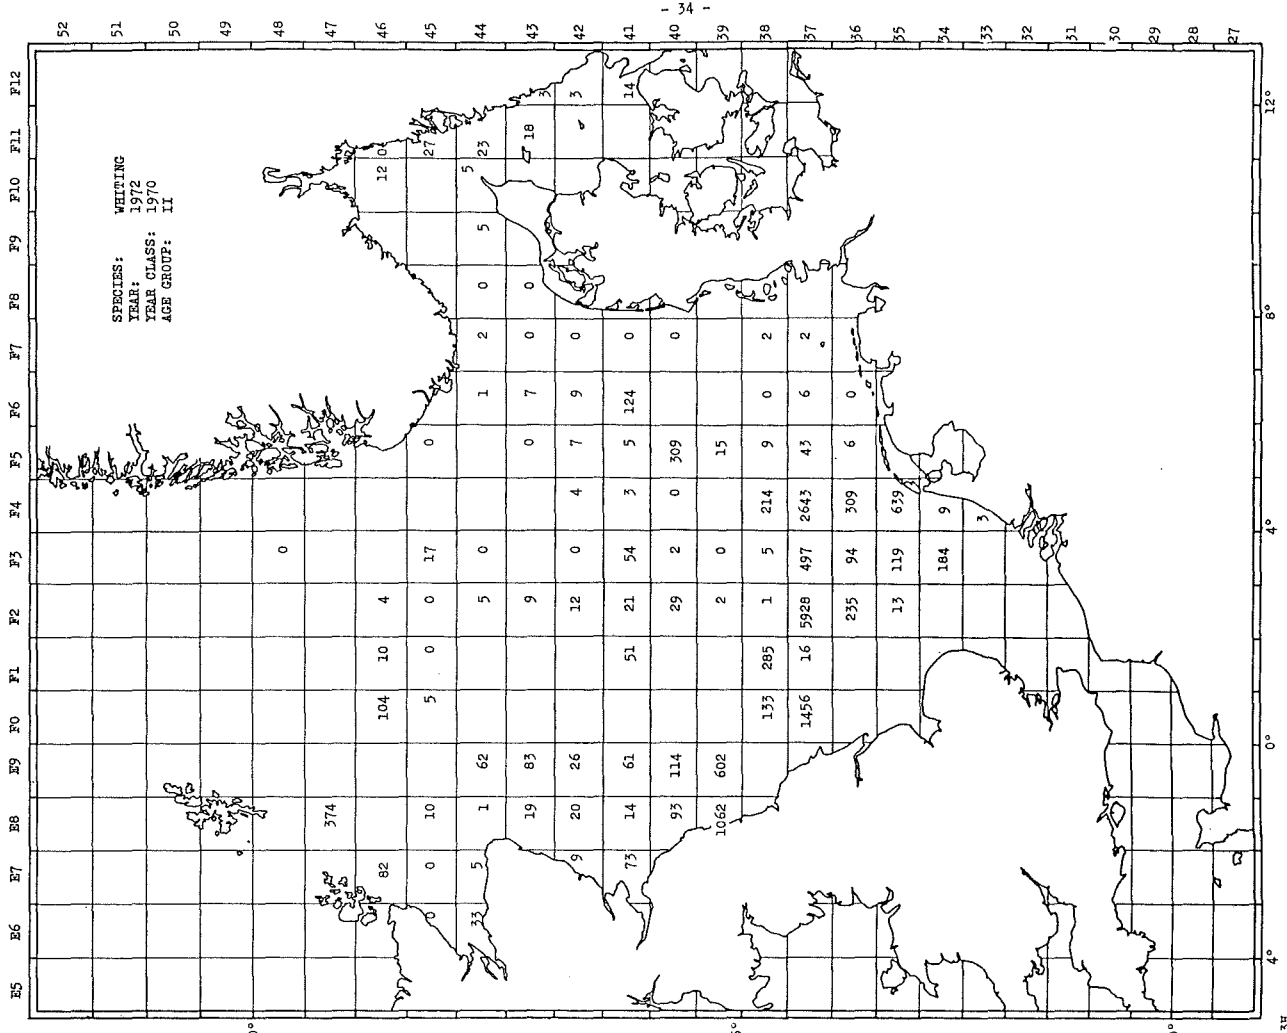 - 34 -
E5 E6 E7 E8 E9 F0 F1 F2 F3 F4 F5 F6 F7 F8 F9 F10 F11 F12
52
51
SPECIES: WHITING
YEAR: 1972
YEAR CLASS: 1970
AGE GROUP: II
50
49
0 48
374 47
82 104 10 4 12 0 46
0 0 10 5 0 0 17 0 27 45
33 5 1 62 5 0 1 2 0 5 5 23 44
19 83 9 0 7 0 0 18 3 43
9 20 26 12 0 4 7 9 0 3 42
73 14 61 51 21 54 3 5 124 0 14 41
93 114 29 2 0 309 0 40
1062 602 2 0 15 39
133 285 1 5 214 9 0 2 38
1456 16 5928 497 2643 43 6 2 37
235 94 309 6 0 36
13 119 639 35
184 9 34
3 33
32
31
30
29
28
27
4° 0° 4° 8° 12°